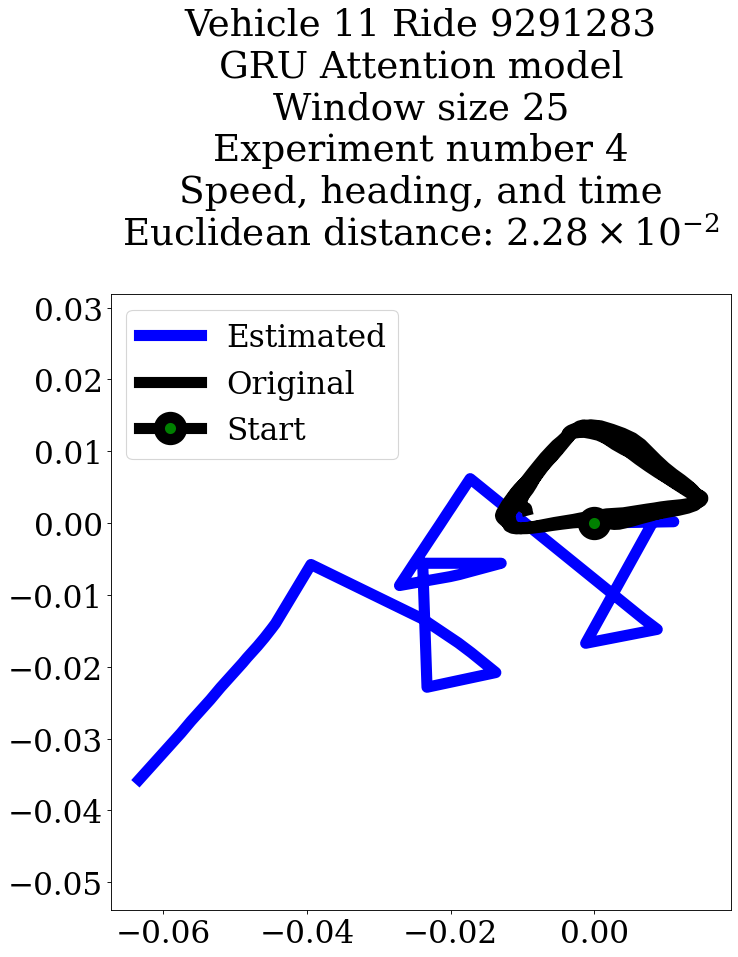 Vehicle 11 Ride 9291283
GRU Attention model
Window size 25
Experiment number 4
Speed, heading, and time
Euclidean distance: 2.28 × 10⁻²
Estimated
Original
Start
0.03
0.02
0.01
0.00
−0.01
−0.02
−0.03
−0.04
−0.05
−0.06
−0.04
−0.02
0.00